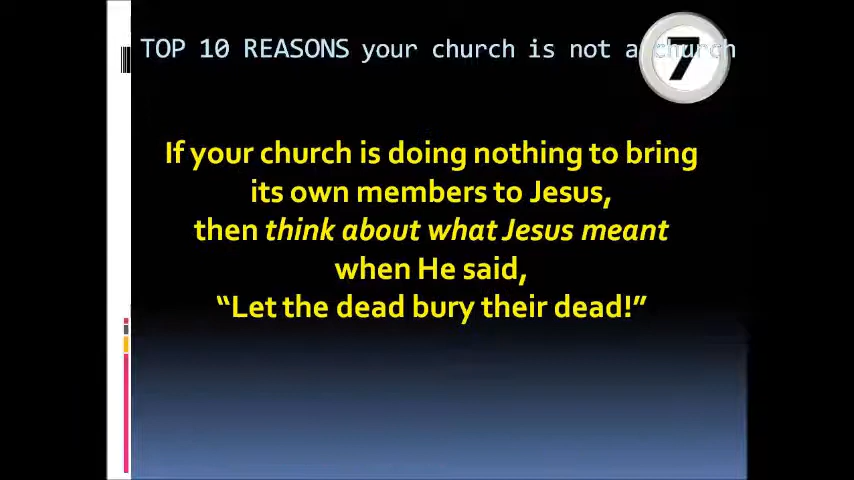 TOP 10 REASONS your church is not a church
7
If your church is doing nothing to bring
its own members to Jesus,
then think about what Jesus meant
when He said,
“Let the dead bury their dead!”